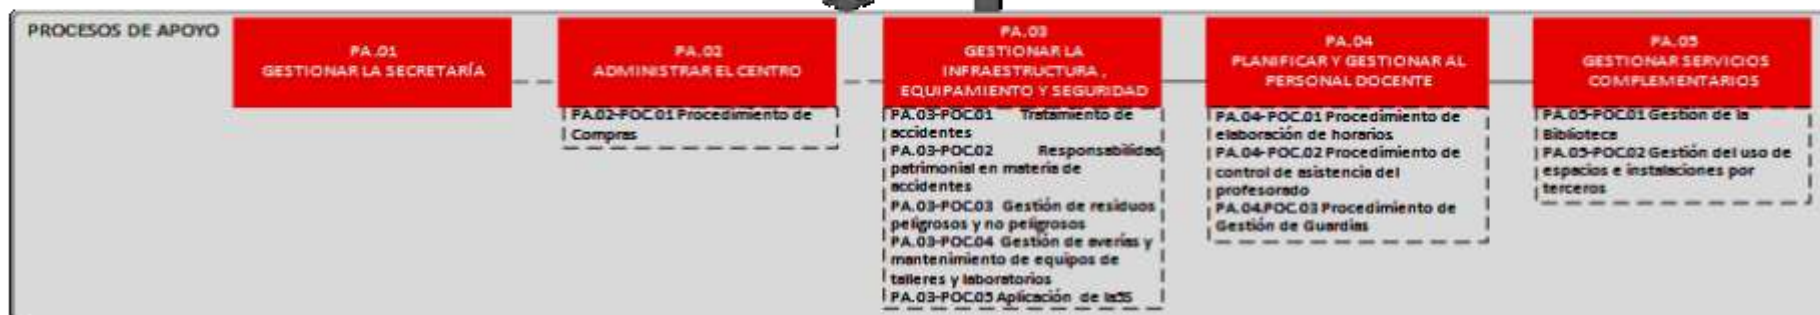 PROCESOS DE APOYO
PA.01
GESTIONAR LA SECRETARÍA
PA.02
ADMINISTRAR EL CENTRO
PA.02-POC.01 Procedimiento de
Compras
PA.03
GESTIONAR LA
INFRAESTRUCTURA ,
EQUIPAMIENTO Y SEGURIDAD
PA.03-POC.01 Tratamiento de
accidentes
PA.03-POC.02 Responsabilidad
patrimonial en materia de
accidentes
PA.03-POC.03 Gestión de residuos
peligrosos y no peligrosos
PA.03-POC.04 Gestión de averías y
mantenimiento de equipos de
talleres y laboratorios
PA.03-POC.05 Aplicación de la5S
PA.04
PLANIFICAR Y GESTIONAR AL
PERSONAL DOCENTE
PA.04- POC.01 Procedimiento de
elaboración de horarios
PA.04- POC.02 Procedimiento de
control de asistencia del
profesorado
PA.04.POC.03 Procedimiento de
Gestión de Guardias
PA.05
GESTIONAR SERVICIOS
COMPLEMENTARIOS
PA.05-POC.01 Gestion de la
Biblioteca
PA.05-POC.02 Gestión del uso de
espacios e instalaciones por
terceros